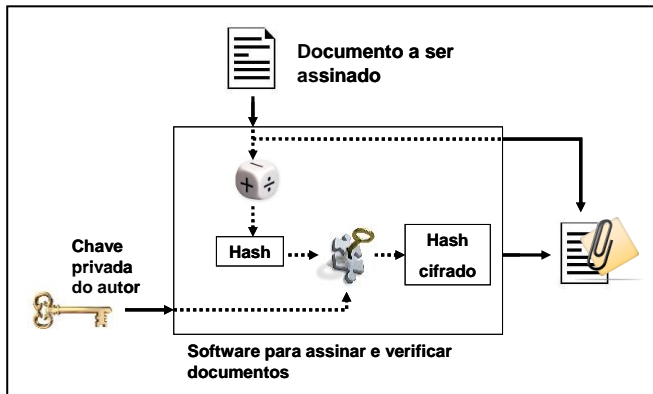 Documento a ser
assinado
Hash
Hash
cifrado
Chave
privada
do autor
Software para assinar e verificar
documentos